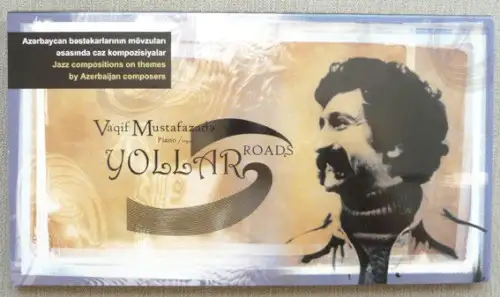 Azərbaycan bəstəkarlarının mövzuları
əsasında caz kompozisiyalar
Jazz compositions on themes
by Azerbaijan composers
Vaqif Mustafazadə
Piano
YOLLAR
ROADS